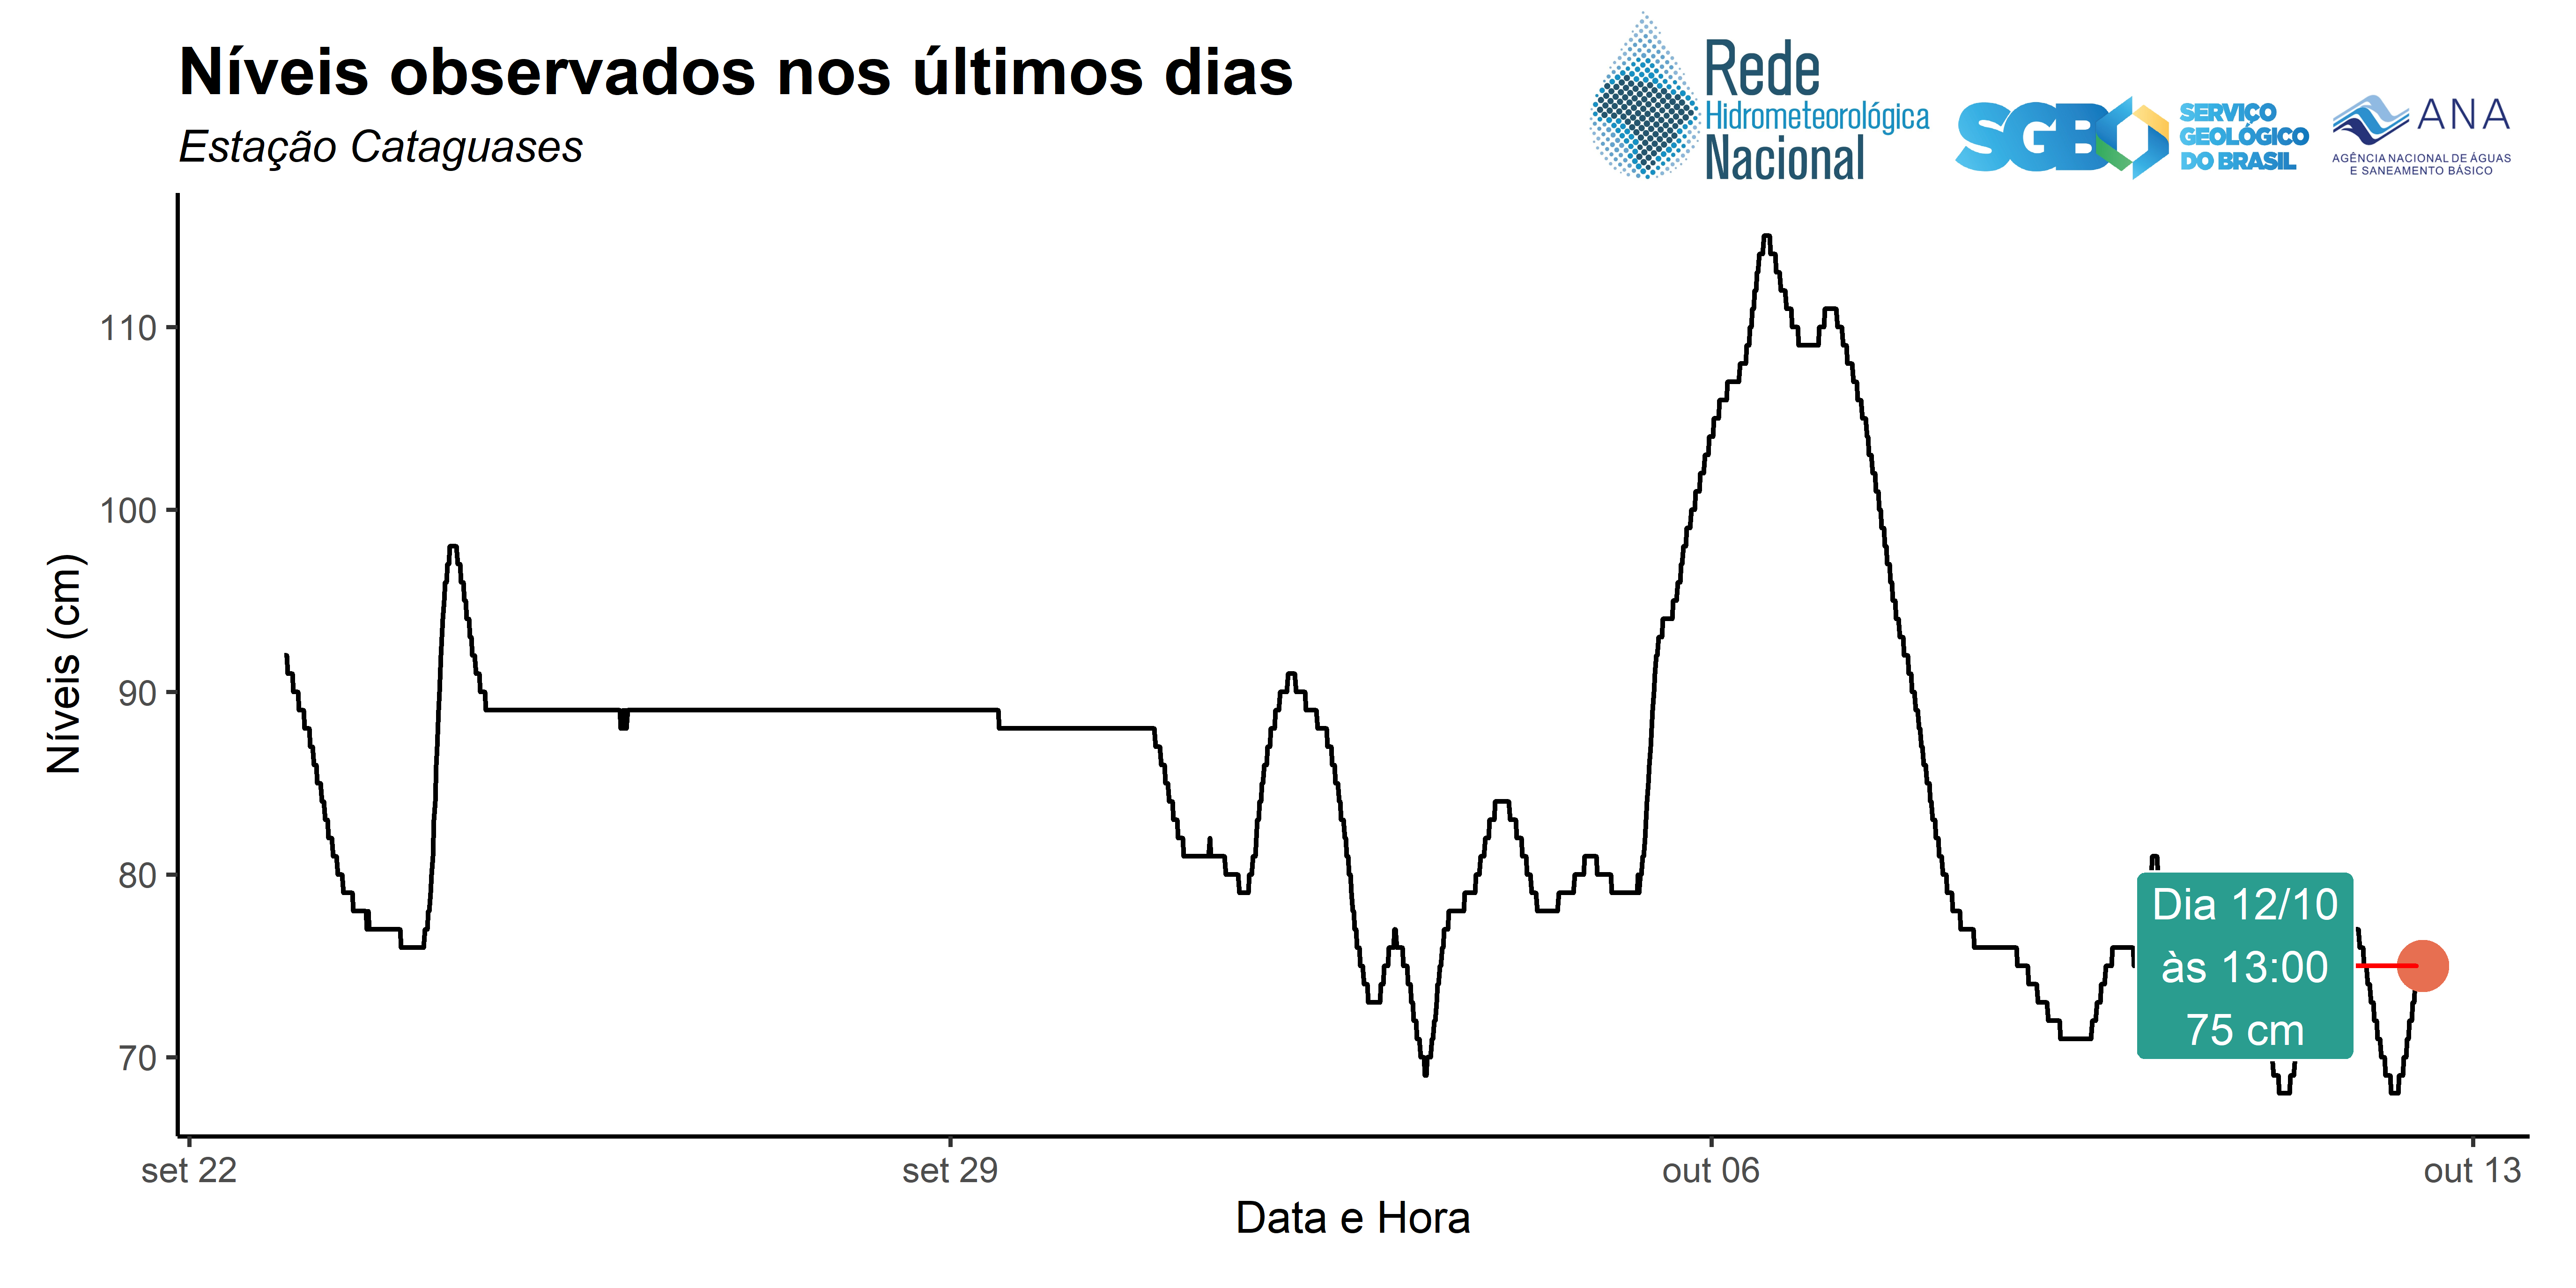 Níveis observados nos últimos dias
Estação Cataguases
Rede
Hidrometeorológica
Nacional
SGB
SERVIÇO
GEOLÓGICO
DO BRASIL
ANA
AGÊNCIA NACIONAL DE ÁGUAS
E SANEAMENTO BÁSICO
Níveis (cm)
110
100
90
80
70
Dia 12/10
às 13:00
75 cm
set 22
set 29
out 06
out 13
Data e Hora